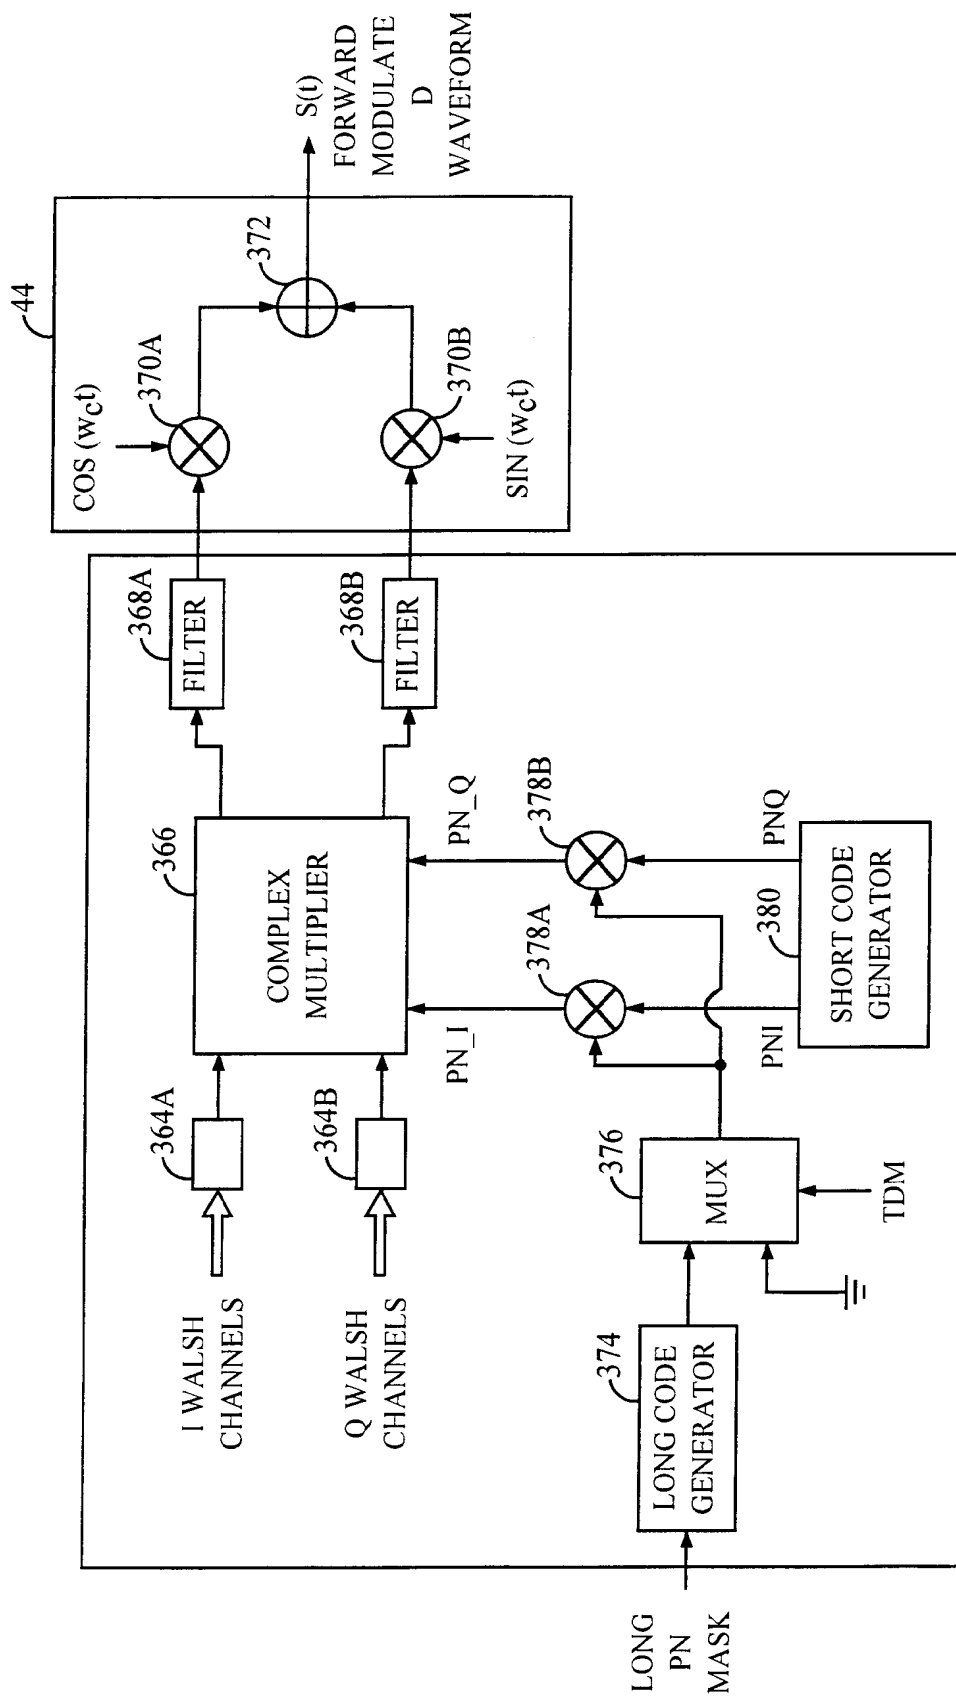 44
COS (wct)
370A
372
S(t)
FORWARD
MODULATE
D
WAVEFORM
370B
SIN (wct)
368A
FILTER
368B
FILTER
366
COMPLEX
MULTIPLIER
364A
364B
I WALSH
CHANNELS
Q WALSH
CHANNELS
PN_I
PN_Q
378A
378B
PNI
PNQ
380
SHORT CODE
GENERATOR
376
MUX
TDM
374
LONG CODE
GENERATOR
LONG
PN
MASK